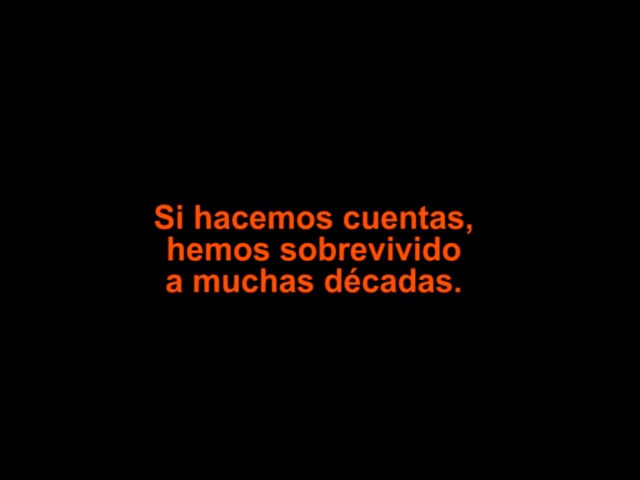 Si hacemos cuentas,
hemos sobrevivido
a muchas décadas.